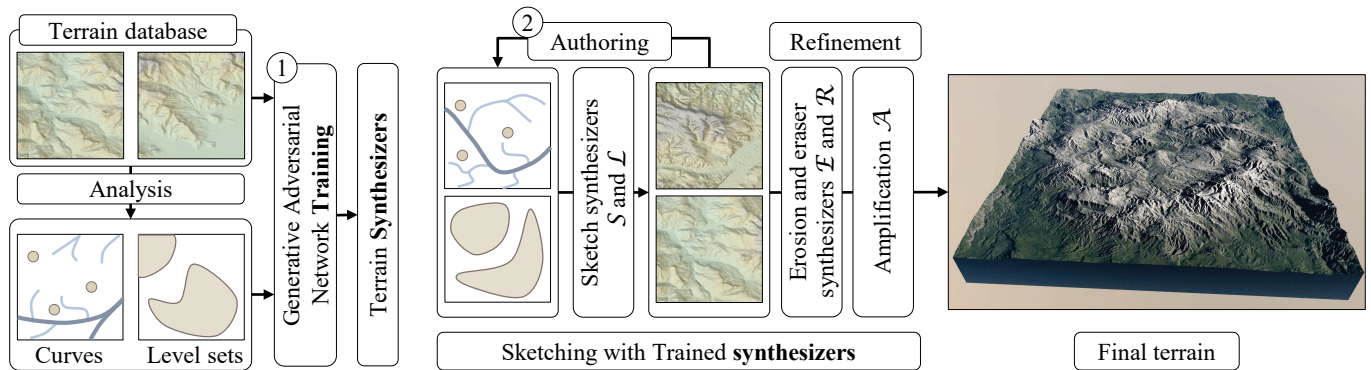 Terrain database
Analysis
Curves
Level sets
1
Generative Adversarial
Network Training
Terrain Synthesizers
2
Authoring
Sketch synthesizers
𝒮 and ℒ
Refinement
Erosion and eraser
synthesizers ℰ and ℛ
Amplification 𝒜
Sketching with Trained synthesizers
Final terrain